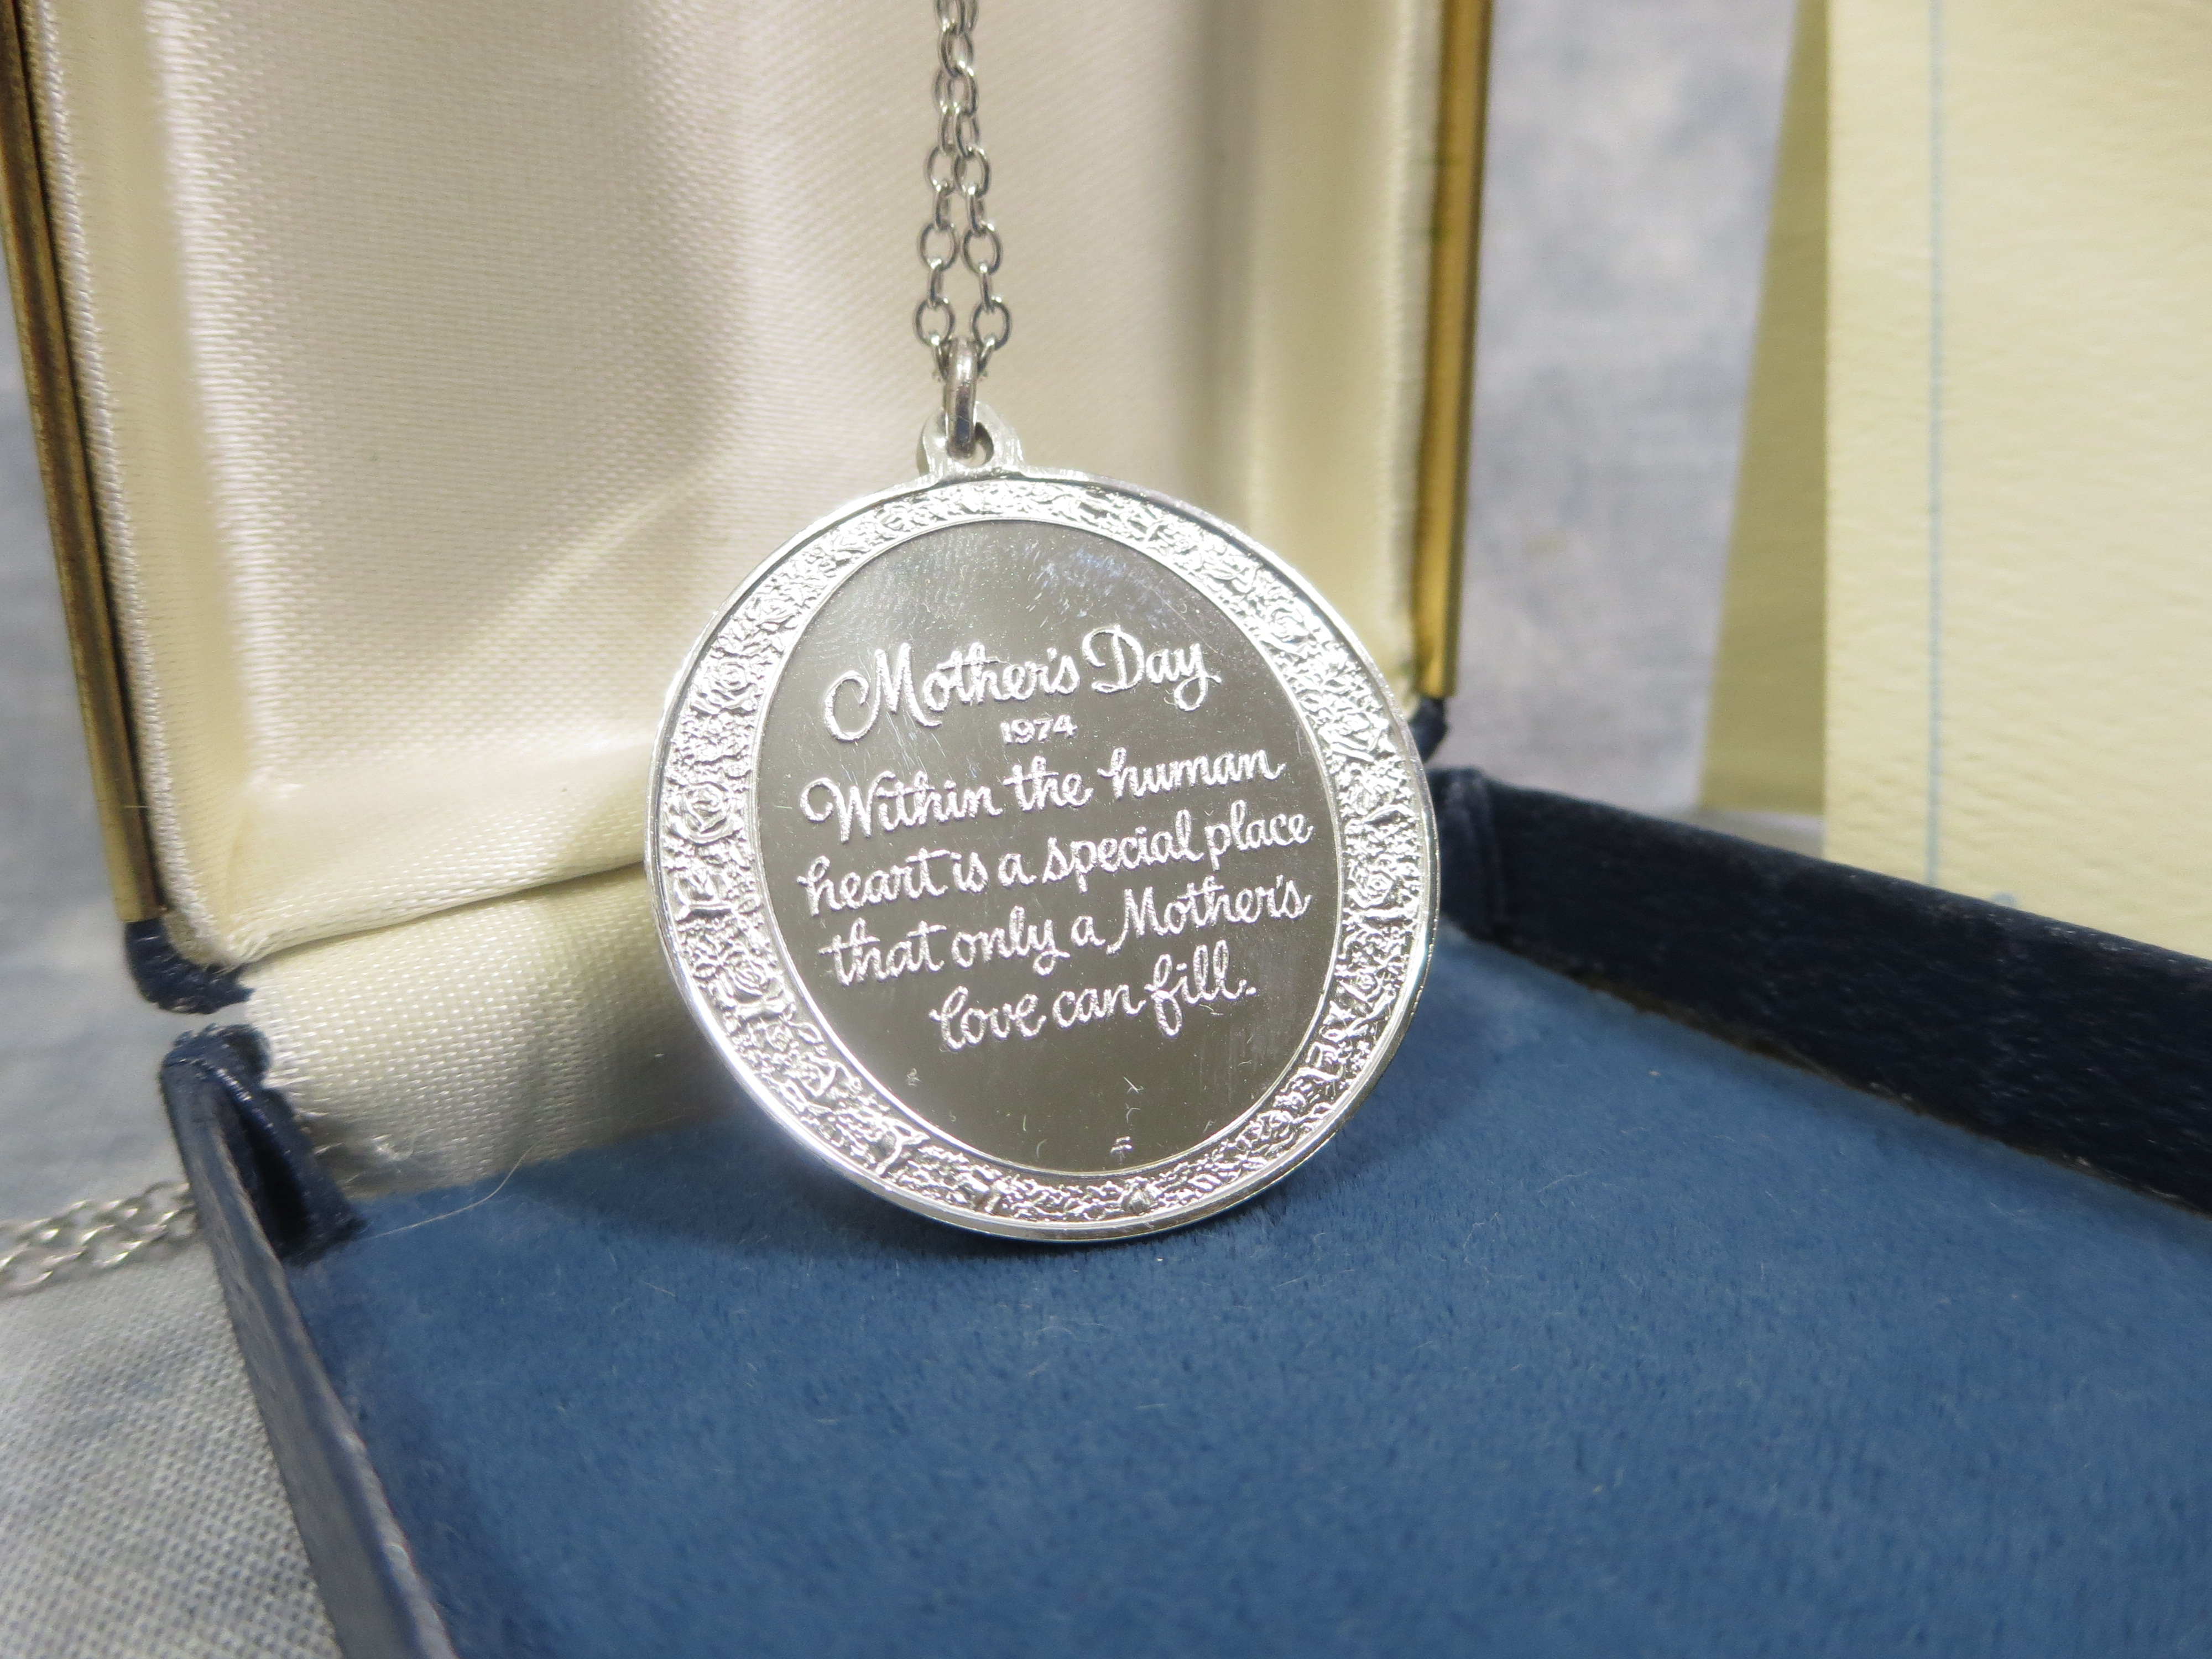 Mother's Day
1974
Within the human
heart is a special place
that only a Mother's
love can fill.